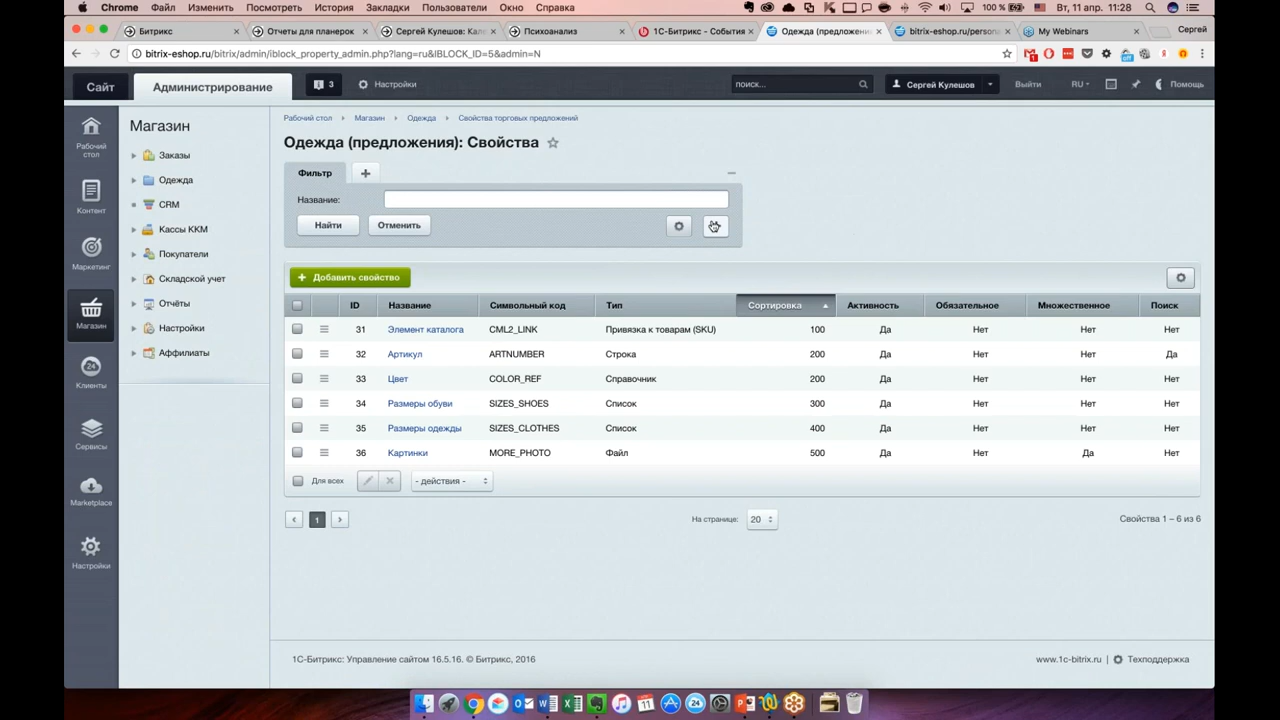 Chrome Файл Изменить Посмотреть История Закладки Пользователи Окно Справка 100 % Вт, 11 апр. 11:28
Битрикс Отчеты для планерок Сергей Кулешов: Ка Психоанализ 1С-Битрикс - События Одежда (предложения bitrix-eshop.ru/persona My Webinars Сергей
bitrix-eshop.ru/bitrix/admin/iblock_property_admin.php?lang=ru&IBLOCK_ID=5&admin=N
Сайт Администрирование 3 Настройки поиск... Сергей Кулешов Выйти RU Помощь
Рабочий стол
Контент
Маркетинг
Магазин
Клиенты
Сервисы
Marketplace
Настройки
Магазин
Заказы
Одежда
CRM
Кассы ККМ
Покупатели
Складской учет
Отчёты
Настройки
Аффилиаты
Рабочий стол Магазин Одежда Свойства торговых предложений
Одежда (предложения): Свойства
Фильтр +
Название:
Найти Отменить
+ Добавить свойство
ID Название Символьный код Тип Сортировка Активность Обязательное Множественное Поиск
31 Элемент каталога CML2_LINK Привязка к товарам (SKU) 100 Да Нет Нет Нет
32 Артикул ARTNUMBER Строка 200 Да Нет Нет Да
33 Цвет COLOR_REF Справочник 200 Да Нет Нет Нет
34 Размеры обуви SIZES_SHOES Список 300 Да Нет Нет Нет
35 Размеры одежды SIZES_CLOTHES Список 400 Да Нет Нет Нет
36 Картинки MORE_PHOTO Файл 500 Да Нет Да Нет
Для всех - действия -
1 На странице: 20 Свойства 1 – 6 из 6
1С-Битрикс: Управление сайтом 16.5.16. © Битрикс, 2016 www.1c-bitrix.ru | Техподдержка